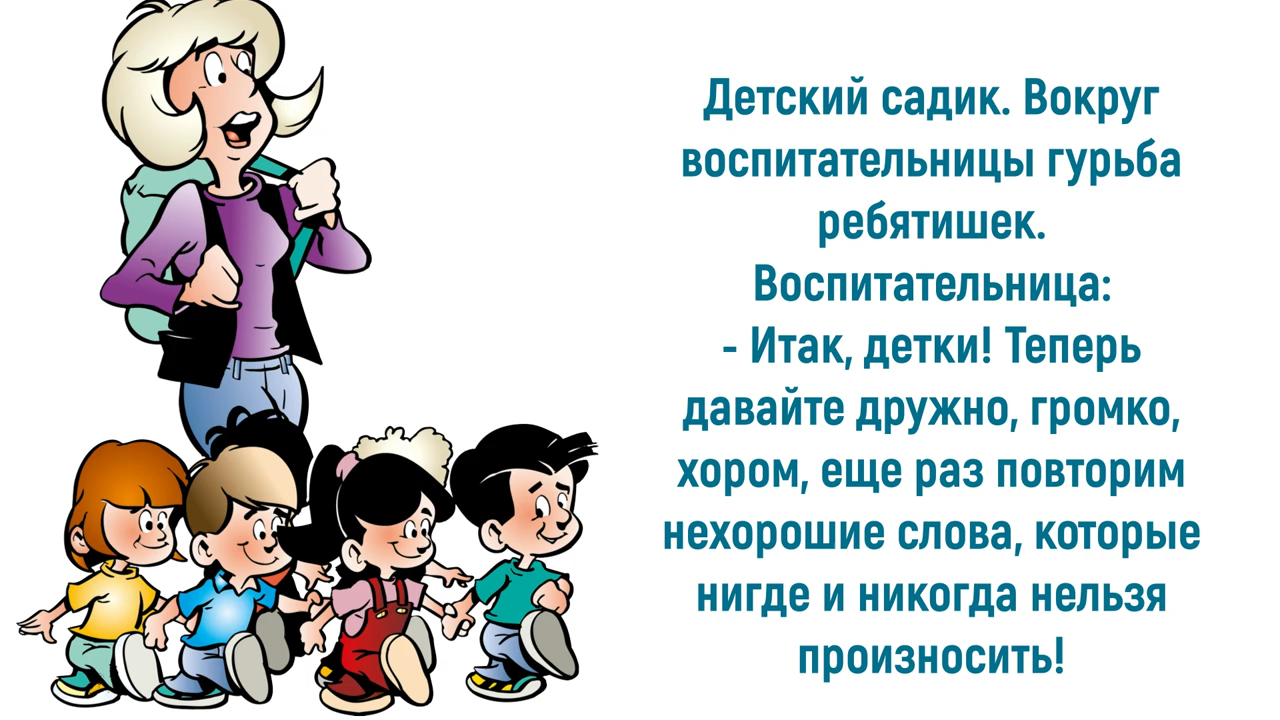 Детский садик. Вокруг
воспитательницы гурьба
ребятишек.
Воспитательница:
- Итак, детки! Теперь
давайте дружно, громко,
хором, еще раз повторим
нехорошие слова, которые
нигде и никогда нельзя
произносить!